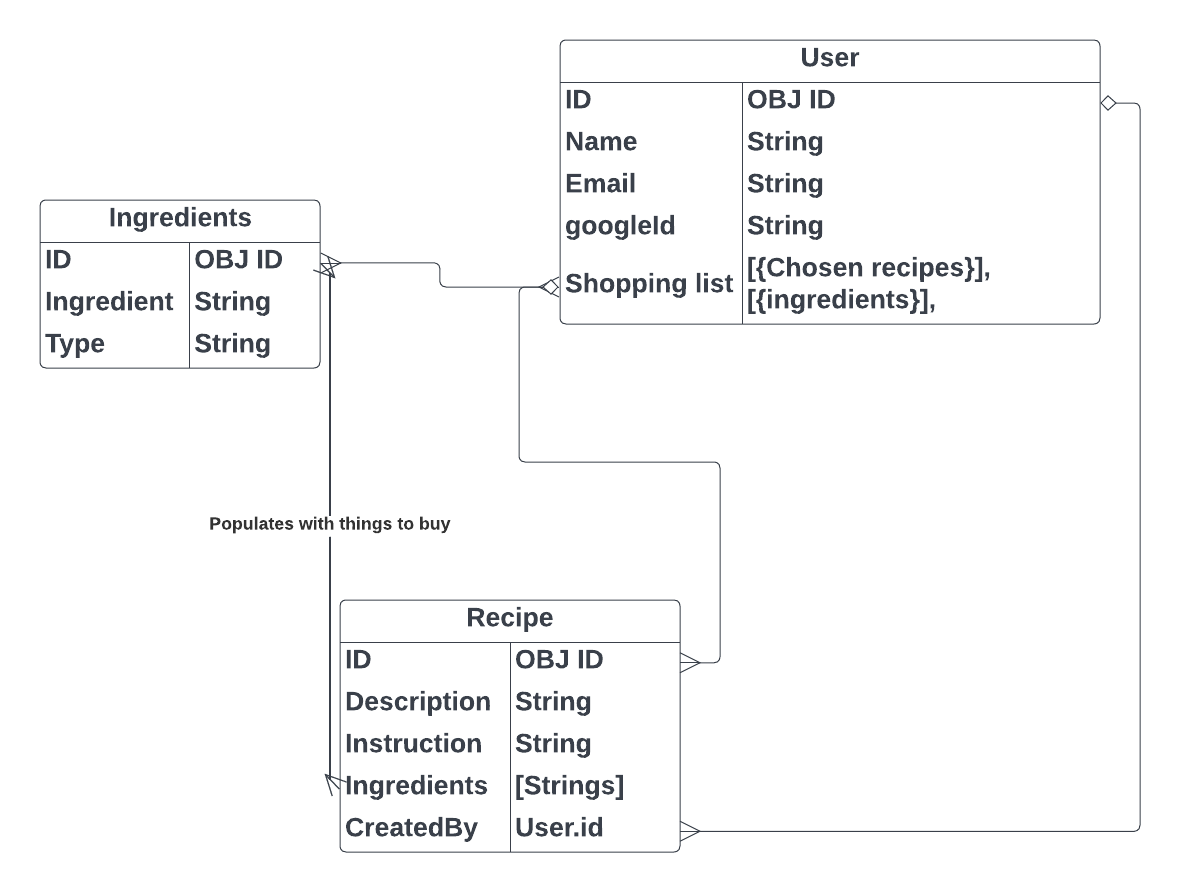 User
ID OBJ ID
Name String
Email String
googleId String
Shopping list [{Chosen recipes}],
[{ingredients}],
Ingredients
ID OBJ ID
Ingredient String
Type String
Populates with things to buy
Recipe
ID OBJ ID
Description String
Instruction String
Ingredients [Strings]
CreatedBy User.id